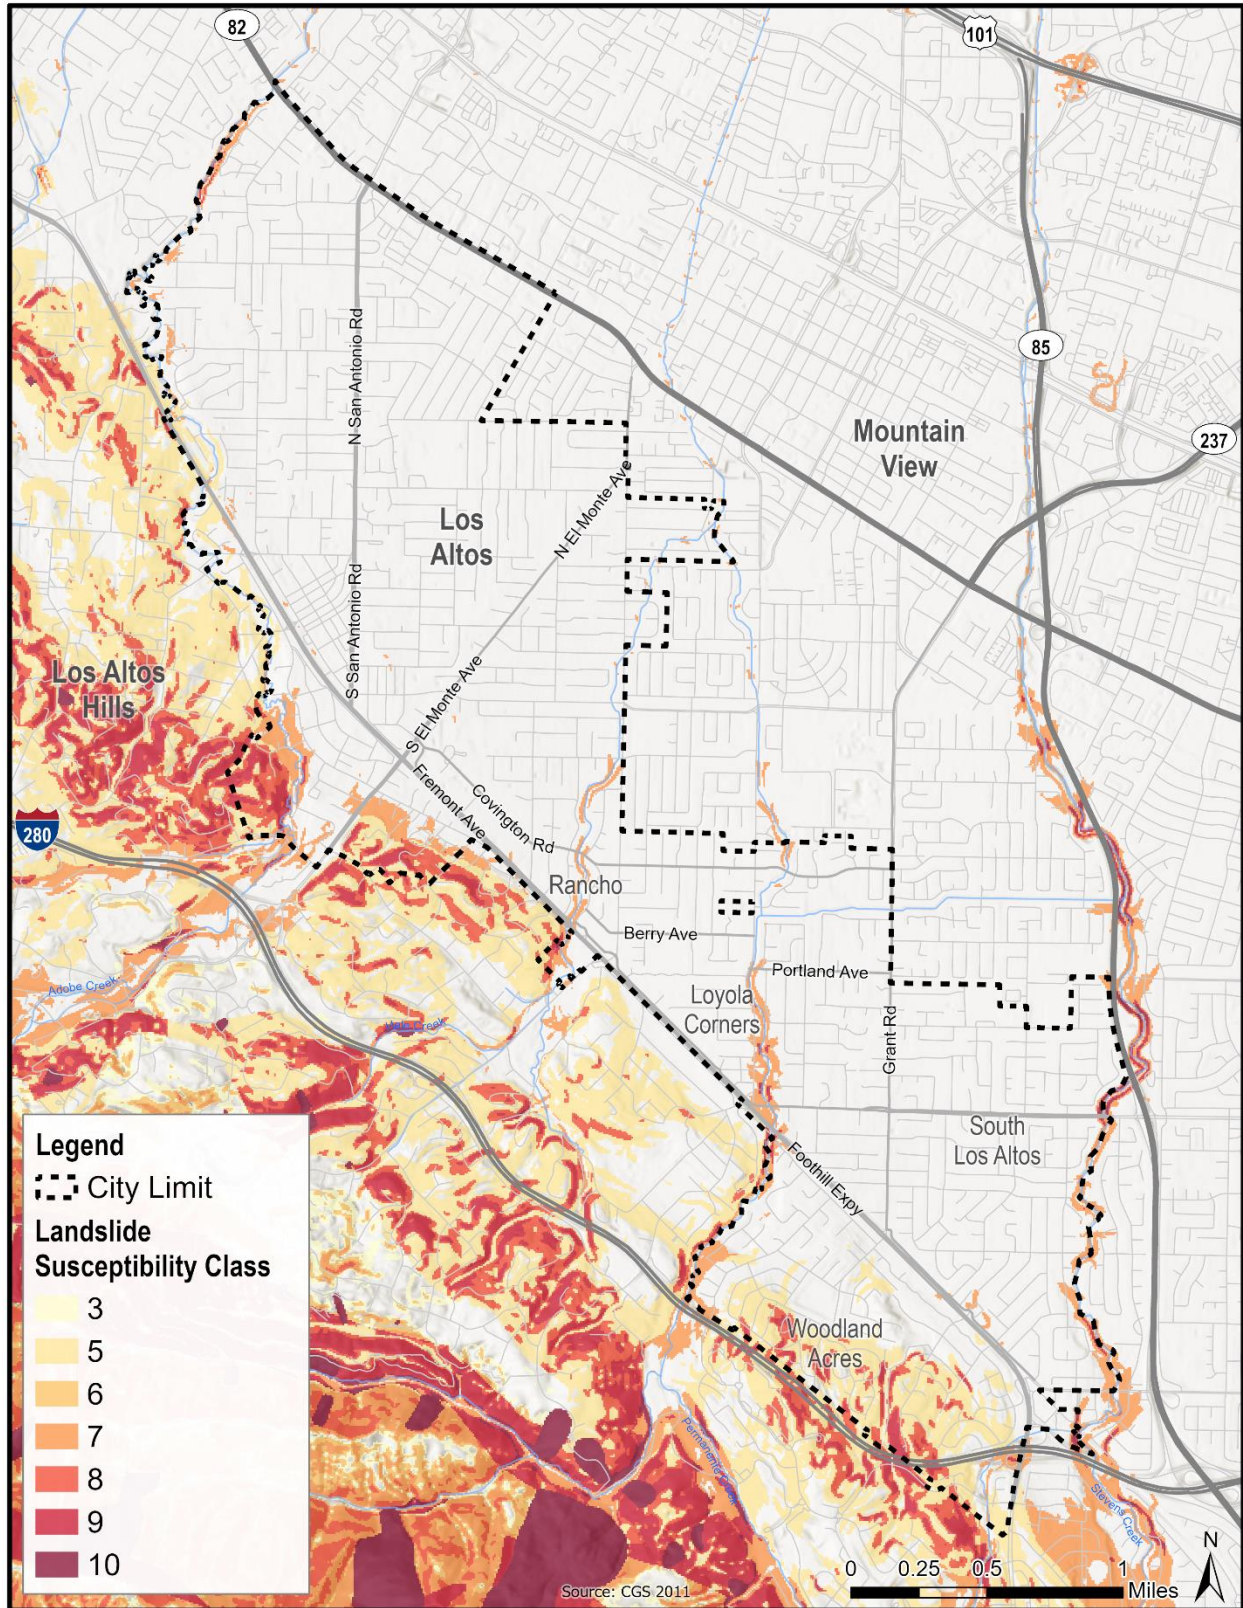 82
101
N San Antonio Rd
85
Mountain
View
237
N El Monte Ave
Los
Altos
S San Antonio Rd
Los Altos
Hills
S El Monte Ave
Fremont Ave
Covington Rd
280
Rancho
Berry Ave
Portland Ave
Adobe Creek
Hale Creek
Loyola
Corners
Grant Rd
South
Los Altos
Foothill Expy
Woodland
Acres
Permanente Creek
Stevens Creek
Legend
City Limit
Landslide
Susceptibility Class
3
5
6
7
8
9
10
Source: CGS 2011
0 0.25 0.5 1
Miles
N